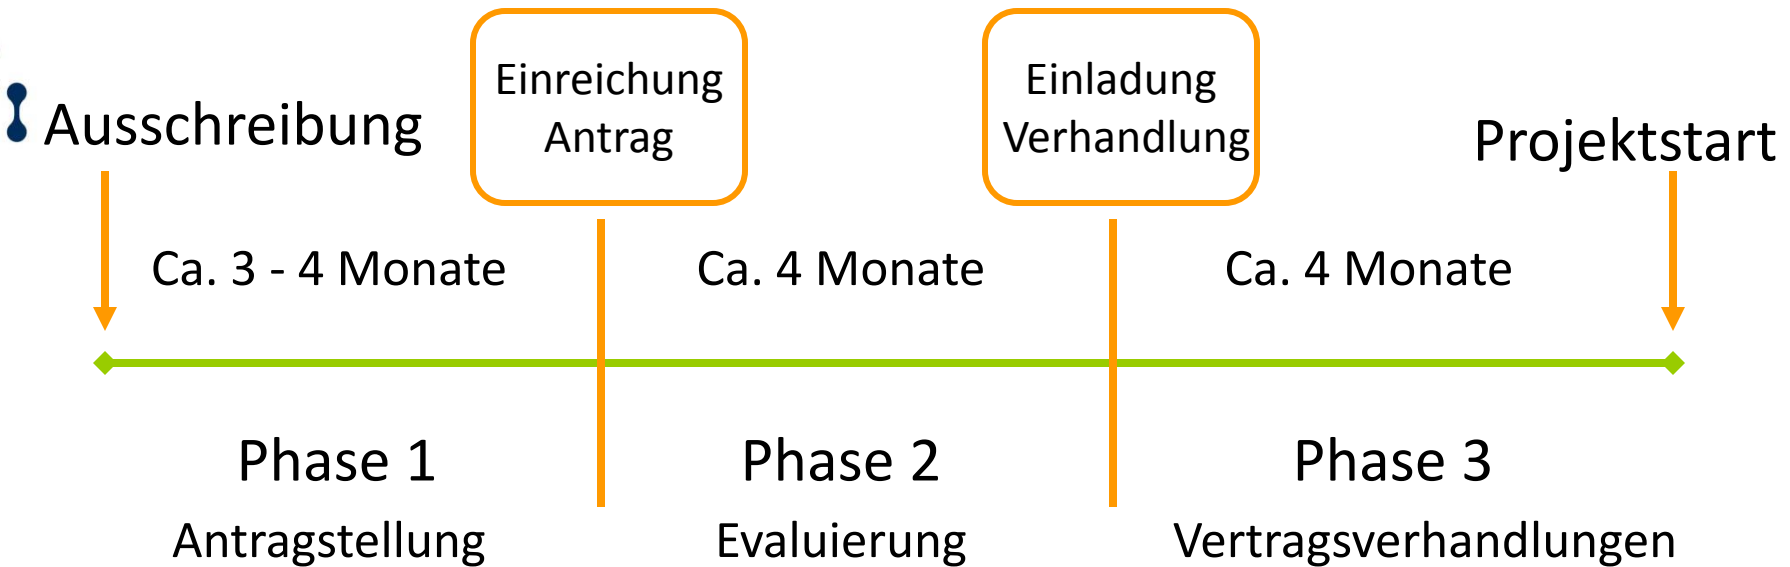 Einreichung
Antrag
Einladung
Verhandlung
Ausschreibung
Projektstart
Ca. 3 - 4 Monate
Ca. 4 Monate
Ca. 4 Monate
Phase 1
Phase 2
Phase 3
Antragstellung
Evaluierung
Vertragsverhandlungen